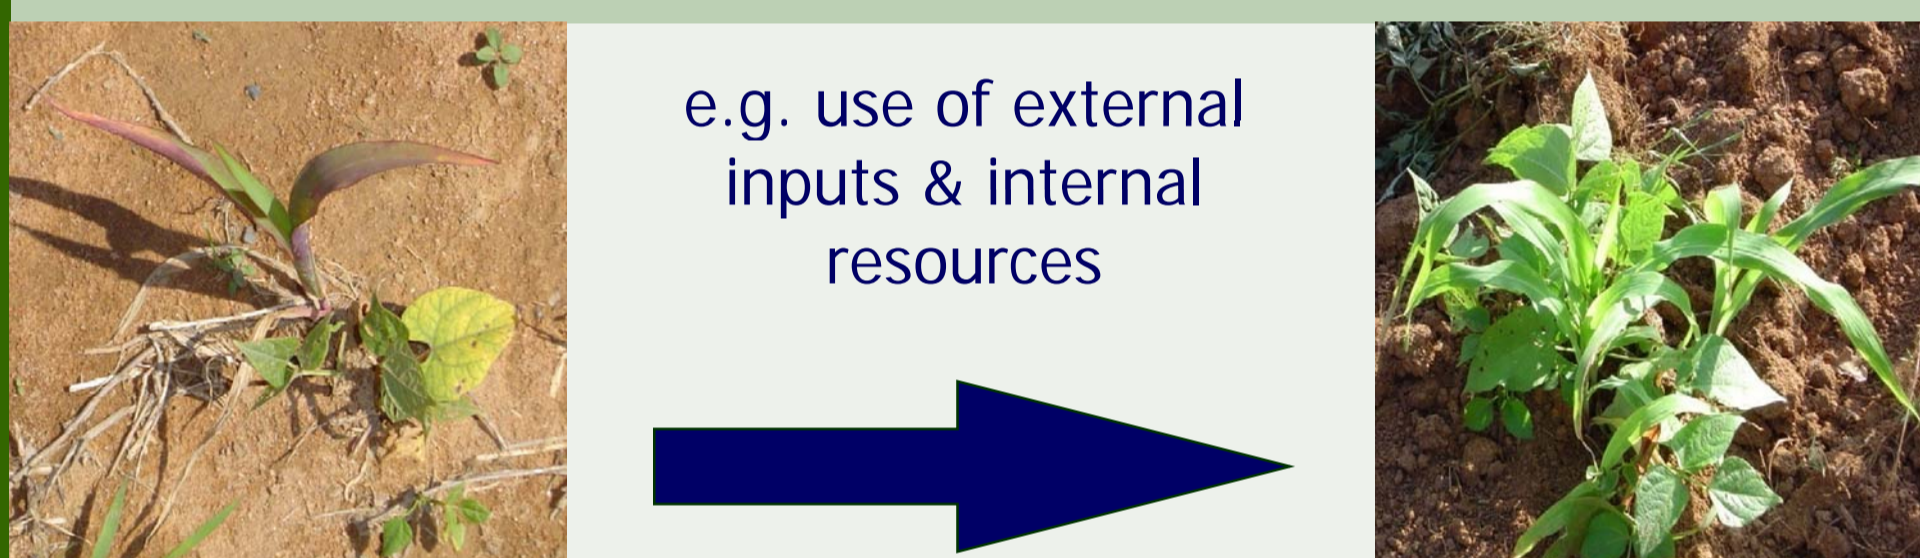 e.g. use of external
inputs & internal
resources